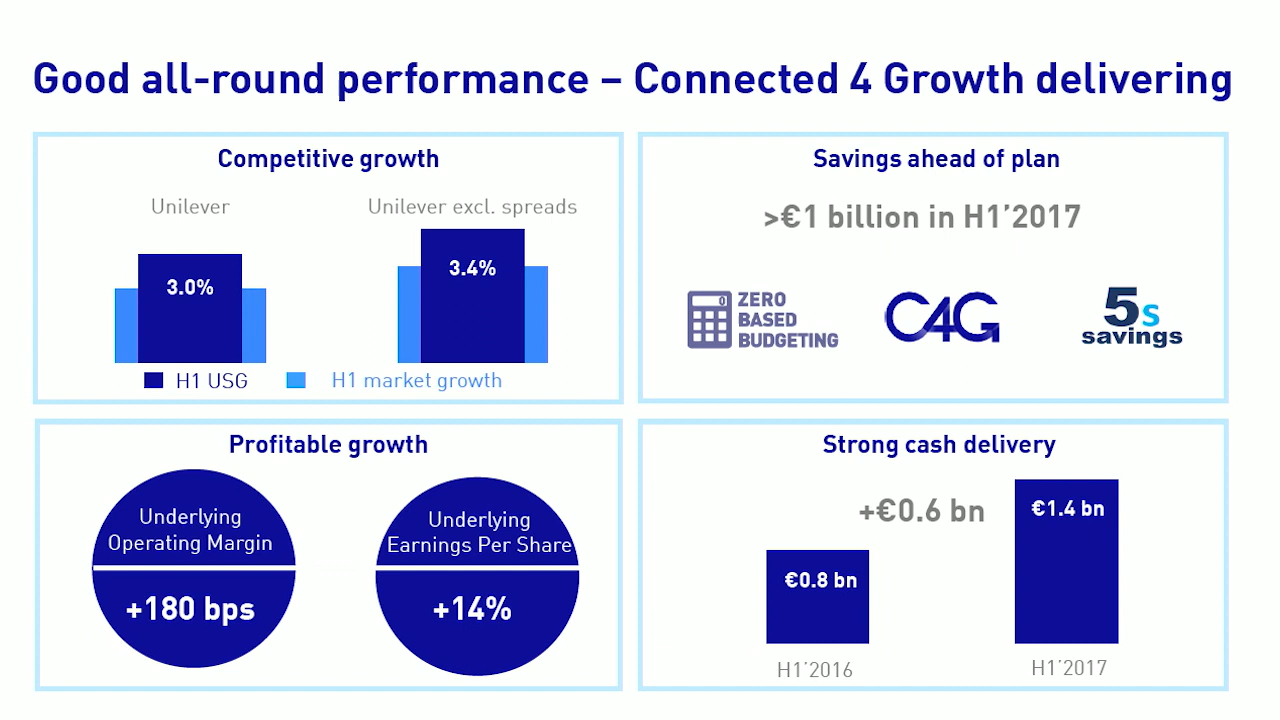 Good all-round performance – Connected 4 Growth delivering
Competitive growth
Unilever
Unilever excl. spreads
3.0%
3.4%
H1 USG
H1 market growth
Savings ahead of plan
>€1 billion in H1’2017
0
ZERO
BASED
BUDGETING
C4G
5s
savings
Profitable growth
Underlying
Operating Margin
+180 bps
Underlying
Earnings Per Share
+14%
Strong cash delivery
+€0.6 bn
€1.4 bn
€0.8 bn
H1’2016
H1’2017